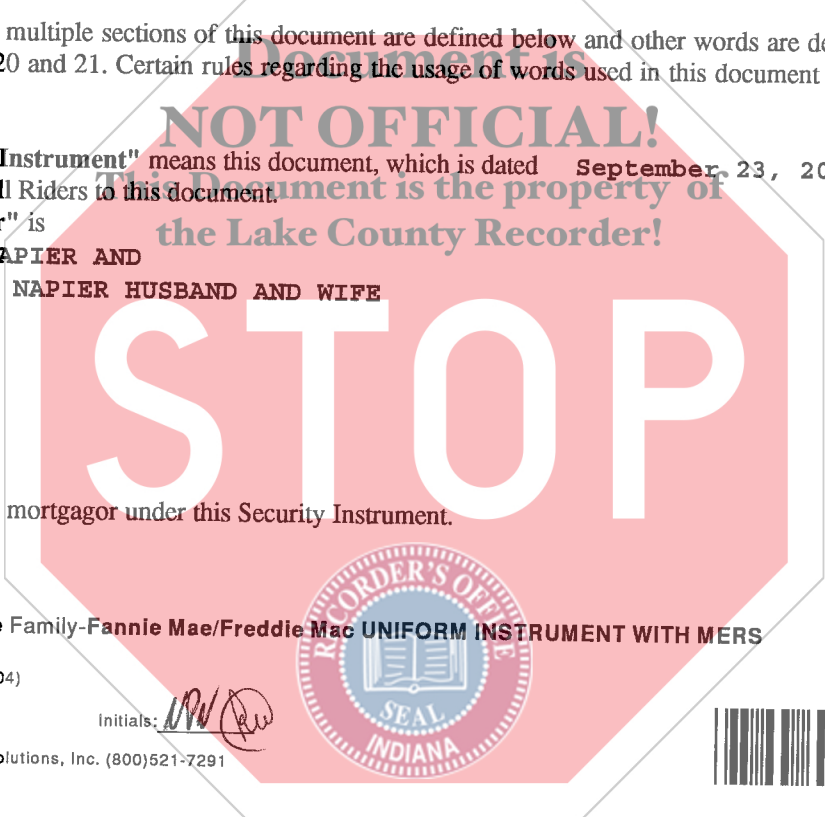 multiple sections of this document are defined below and other words are de
20 and 21. Certain rules regarding the usage of words used in this document
Document is
NOT OFFICIAL!
Instrument" means this document, which is dated September 23, 20
ll Riders to this document.
This Document is the property of
r" is
the Lake County Recorder!
APIER AND
NAPIER HUSBAND AND WIFE
STOP
mortgagor under this Security Instrument.
RECORDER'S OFFICE
e Family-Fannie Mae/Freddie Mac UNIFORM INSTRUMENT WITH MERS
04)
SEAL
INDIANA
Initials:
olutions, Inc. (800)521-7291